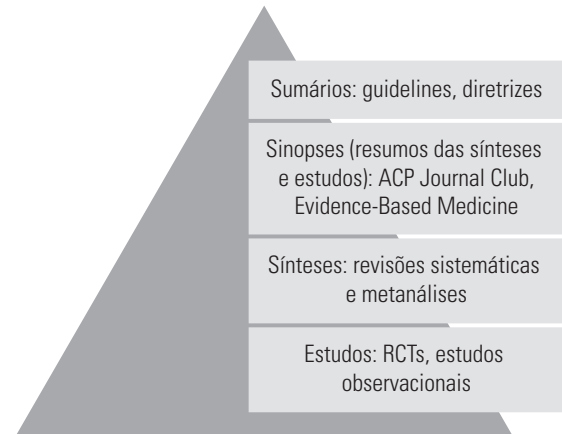 Sumários: guidelines, diretrizes
Sinopses (resumos das sínteses
e estudos): ACP Journal Club,
Evidence-Based Medicine
Sínteses: revisões sistemáticas
e metanálises
Estudos: RCTs, estudos
observacionais